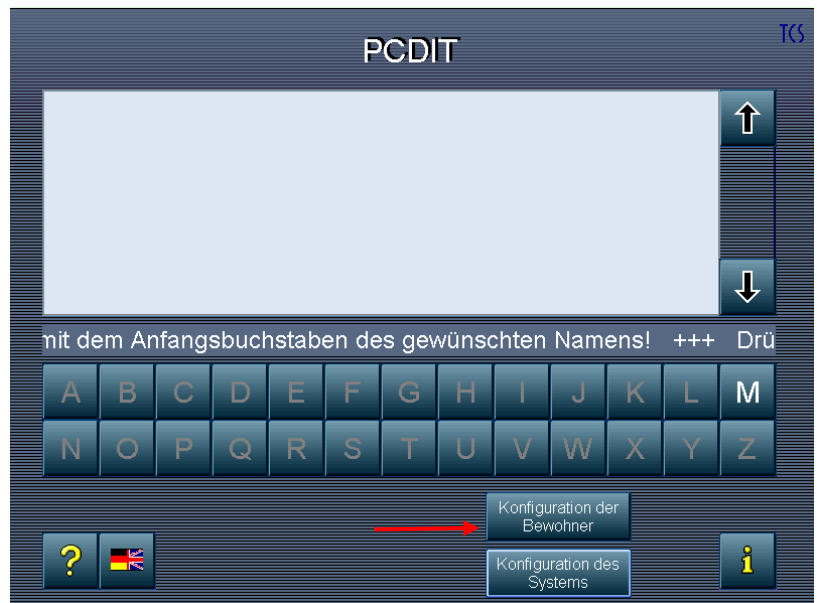 TCS
PCDIT
mit dem Anfangsbuchstaben des gewünschten Namens! +++ Drü
A B C D E F G H I J K L M
N O P Q R S T U V W X Y Z
Konfiguration der
Bewohner
? i
Konfiguration des
Systems